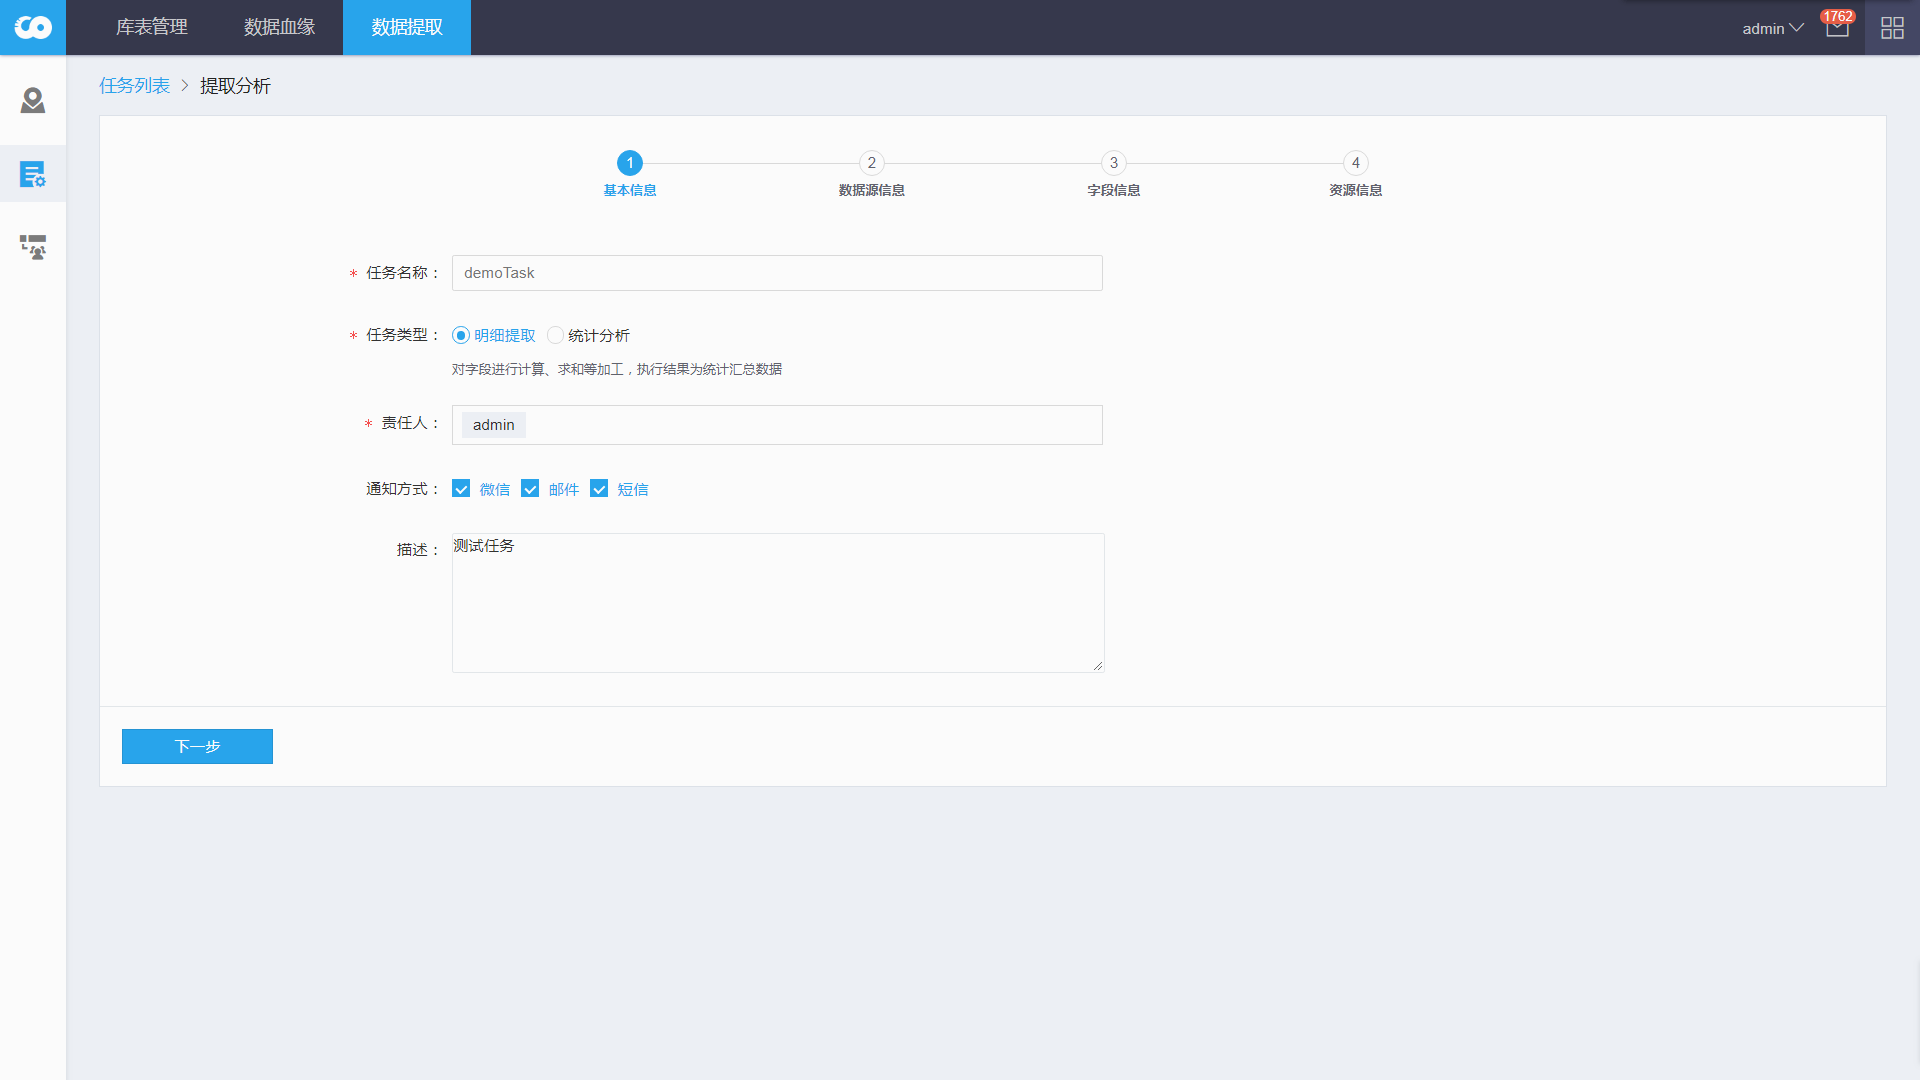 库表管理 数据血缘 数据提取 admin 1762
任务列表 > 提取分析
1 2 3 4
基本信息 数据源信息 字段信息 资源信息
* 任务名称： demoTask
* 任务类型： 明细提取 统计分析
对字段进行计算、求和等加工，执行结果为统计汇总数据
* 责任人： admin
通知方式： 微信 邮件 短信
描述： 测试任务
下一步